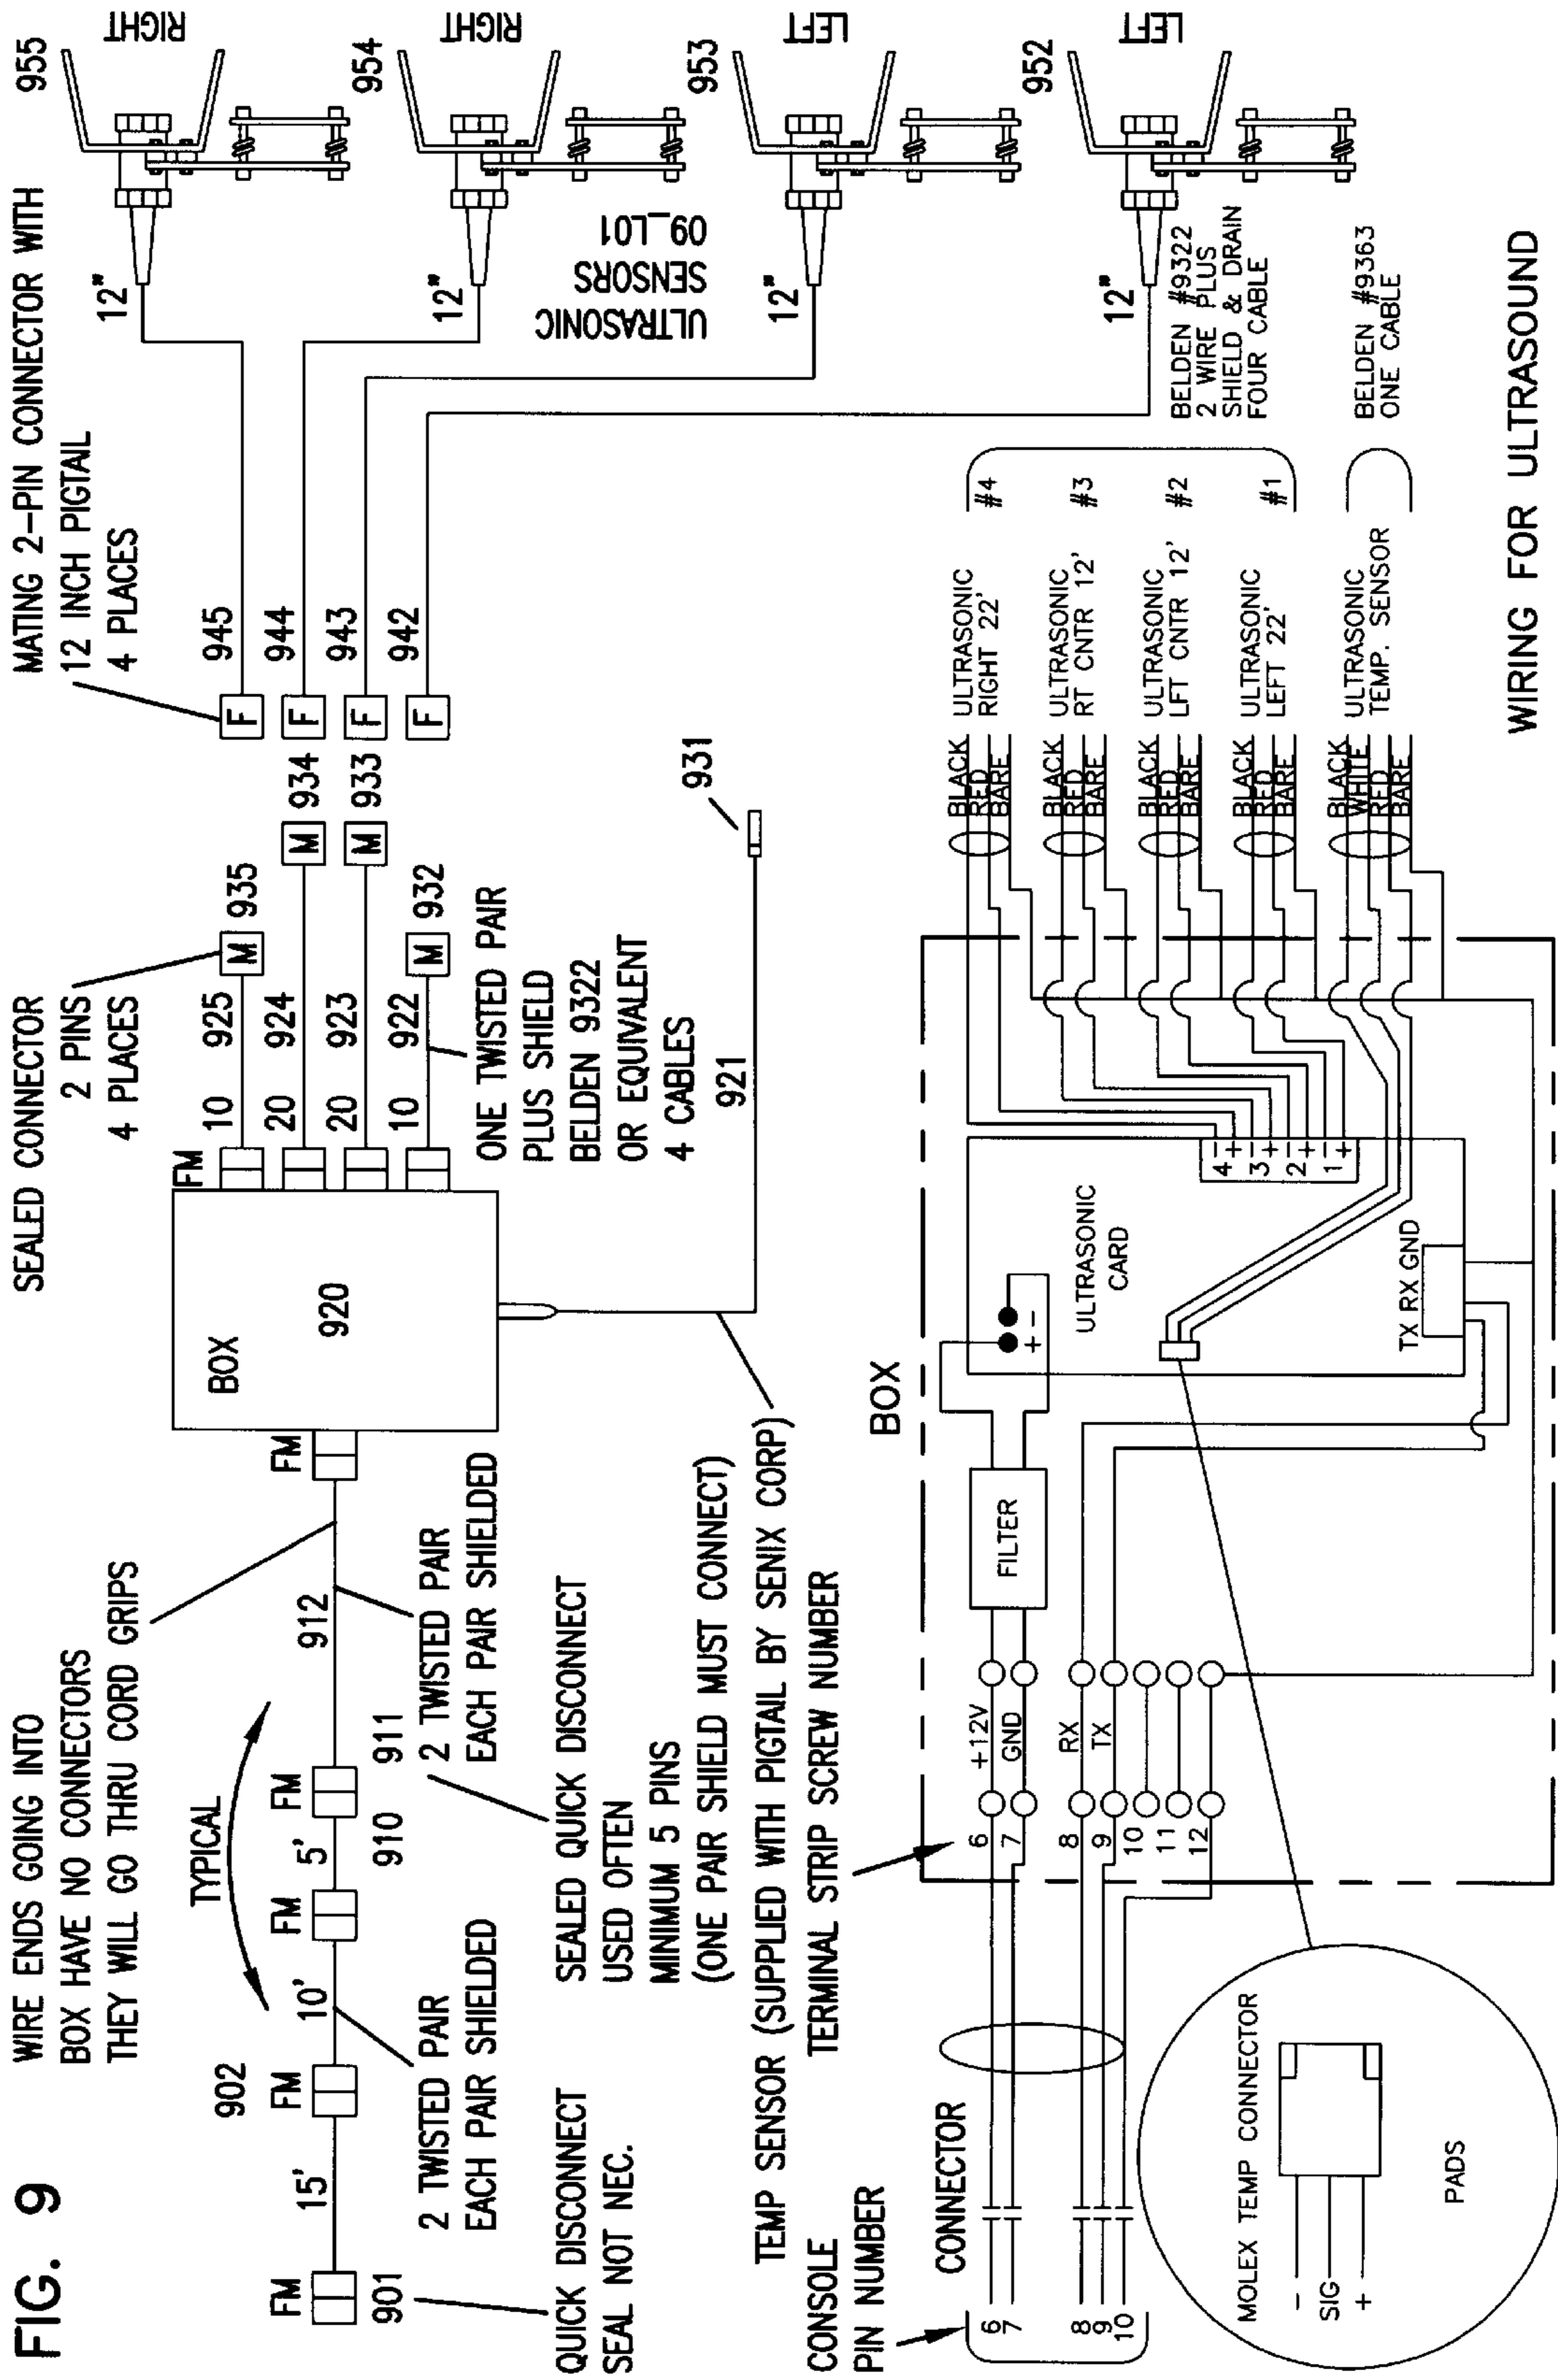 FIG. 9
WIRE ENDS GOING INTO
BOX HAVE NO CONNECTORS
THEY WILL GO THRU CORD GRIPS
SEALED CONNECTOR
2 PINS
4 PLACES
MATING 2-PIN CONNECTOR WITH
12 INCH PIGTAIL
4 PLACES
FM
901
15'
902
FM
10'
FM
5'
FM
TYPICAL
910
911
912
FM
BOX
920
FM
10
925
M
935
F
945
12"
955
RIGHT
20
924
M
934
F
944
12"
954
RIGHT
20
923
M
933
F
943
12"
953
LEFT
10
922
M
932
F
942
12"
952
LEFT
ULTRASONIC
SENSORS
09_L01
QUICK DISCONNECT
SEAL NOT NEC.
2 TWISTED PAIR
EACH PAIR SHIELDED
2 TWISTED PAIR
EACH PAIR SHIELDED
SEALED QUICK DISCONNECT
USED OFTEN
MINIMUM 5 PINS
(ONE PAIR SHIELD MUST CONNECT)
ONE TWISTED PAIR
PLUS SHIELD
BELDEN 9322
OR EQUIVALENT
4 CABLES
921
931
TEMP SENSOR (SUPPLIED WITH PIGTAIL BY SENIX CORP)
TERMINAL STRIP SCREW NUMBER
CONSOLE
PIN NUMBER
CONNECTOR
6
7
8
9
10
6
7
8
9
10
11
12
+12V
GND
RX
TX
BOX
FILTER
+ -
ULTRASONIC
CARD
TX RX GND
4 -
+
3 -
+
2 -
+
1 -
+
BLACK
RED
BARE
ULTRASONIC
RIGHT 22'
#4
BLACK
RED
BARE
ULTRASONIC
RT CNTR 12'
#3
BLACK
RED
BARE
ULTRASONIC
LFT CNTR 12'
#2
BLACK
RED
BARE
ULTRASONIC
LEFT 22'
#1
BLACK
WHITE
RED
BARE
ULTRASONIC
TEMP. SENSOR
BELDEN #9322
2 WIRE PLUS
SHIELD & DRAIN
FOUR CABLE
BELDEN #9363
ONE CABLE
MOLEX TEMP CONNECTOR
-
SIG
+
PADS
WIRING FOR ULTRASOUND